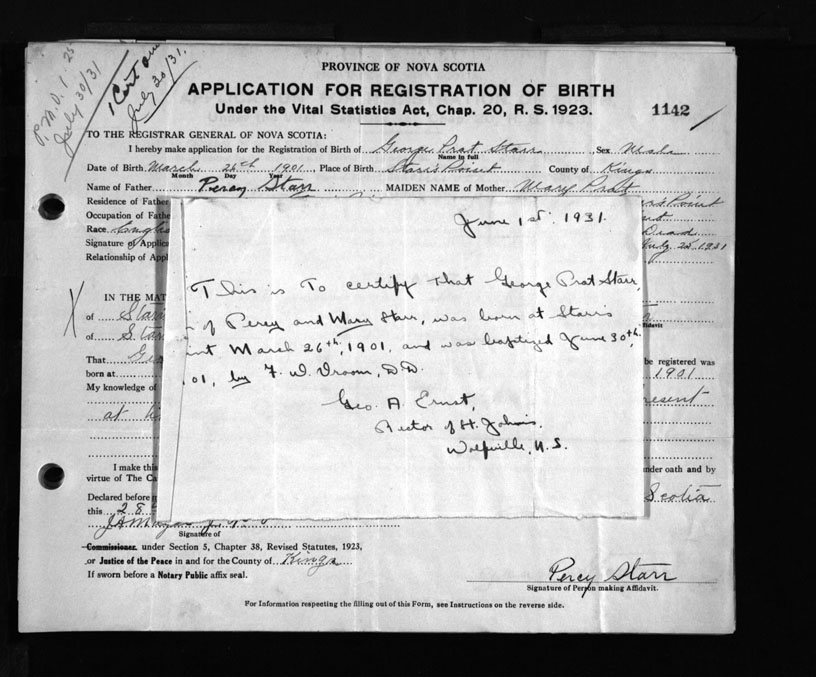 P.M.O. 1 25
July 30/31
1 Cert
July 30/31.
PROVINCE OF NOVA SCOTIA
APPLICATION FOR REGISTRATION OF BIRTH
Under the Vital Statistics Act, Chap. 20, R. S. 1923.
1142
TO THE REGISTRAR GENERAL OF NOVA SCOTIA:
I hereby make application for the Registration of Birth of George Prat Starr Sex Male
Name in full
Date of Birth March 26th 1901, Place of Birth Starr's Point County of Kings
Month Day Year
Name of Father Percy Starr MAIDEN NAME of Mother Mary Prat
Residence of Father Point
Occupation of Fathe
Race Dead
Signature of Applic July 28 1931
Relationship of Appl
IN THE MAT
of Star
of Star fidavit
That Geo be registered was
born at 1901
My knowledge of present
at
I make this nder oath and by
virtue of The Ca
Declared before Scotia
this 28
Signature of
Commissioner. under Section 5, Chapter 38, Revised Statutes, 1923,
or Justice of the Peace in and for the County of Kings
If sworn before a Notary Public affix seal.
Percy Starr
Signature of Person making Affidavit.
For Information respecting the filling out of this Form, see Instructions on the reverse side.
June 1st. 1931.
This is To certify that George Prat Starr,
of Percy and Mary Starr, was born at Starrs
int March 26th, 1901, and was baptized June 30th,
01, by F. W. Vroom, D.D.
Geo. A. Ernst,
Rector of St. John's.
Wolfville, N.S.